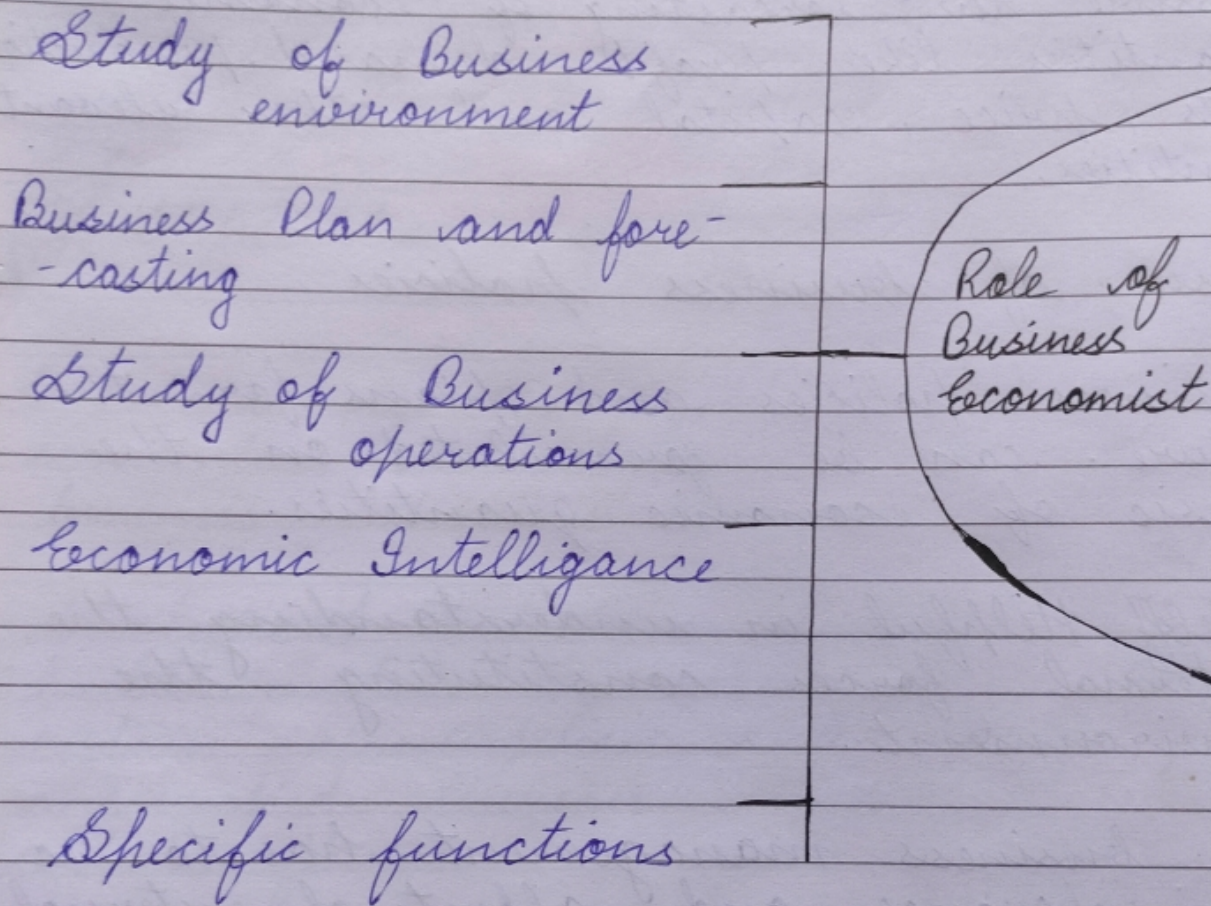 Study of Business
environment
Business Plan and fore-
-casting
Study of Business
operations
Economic Intelligance
Specific functions
Role of
Business
Economist